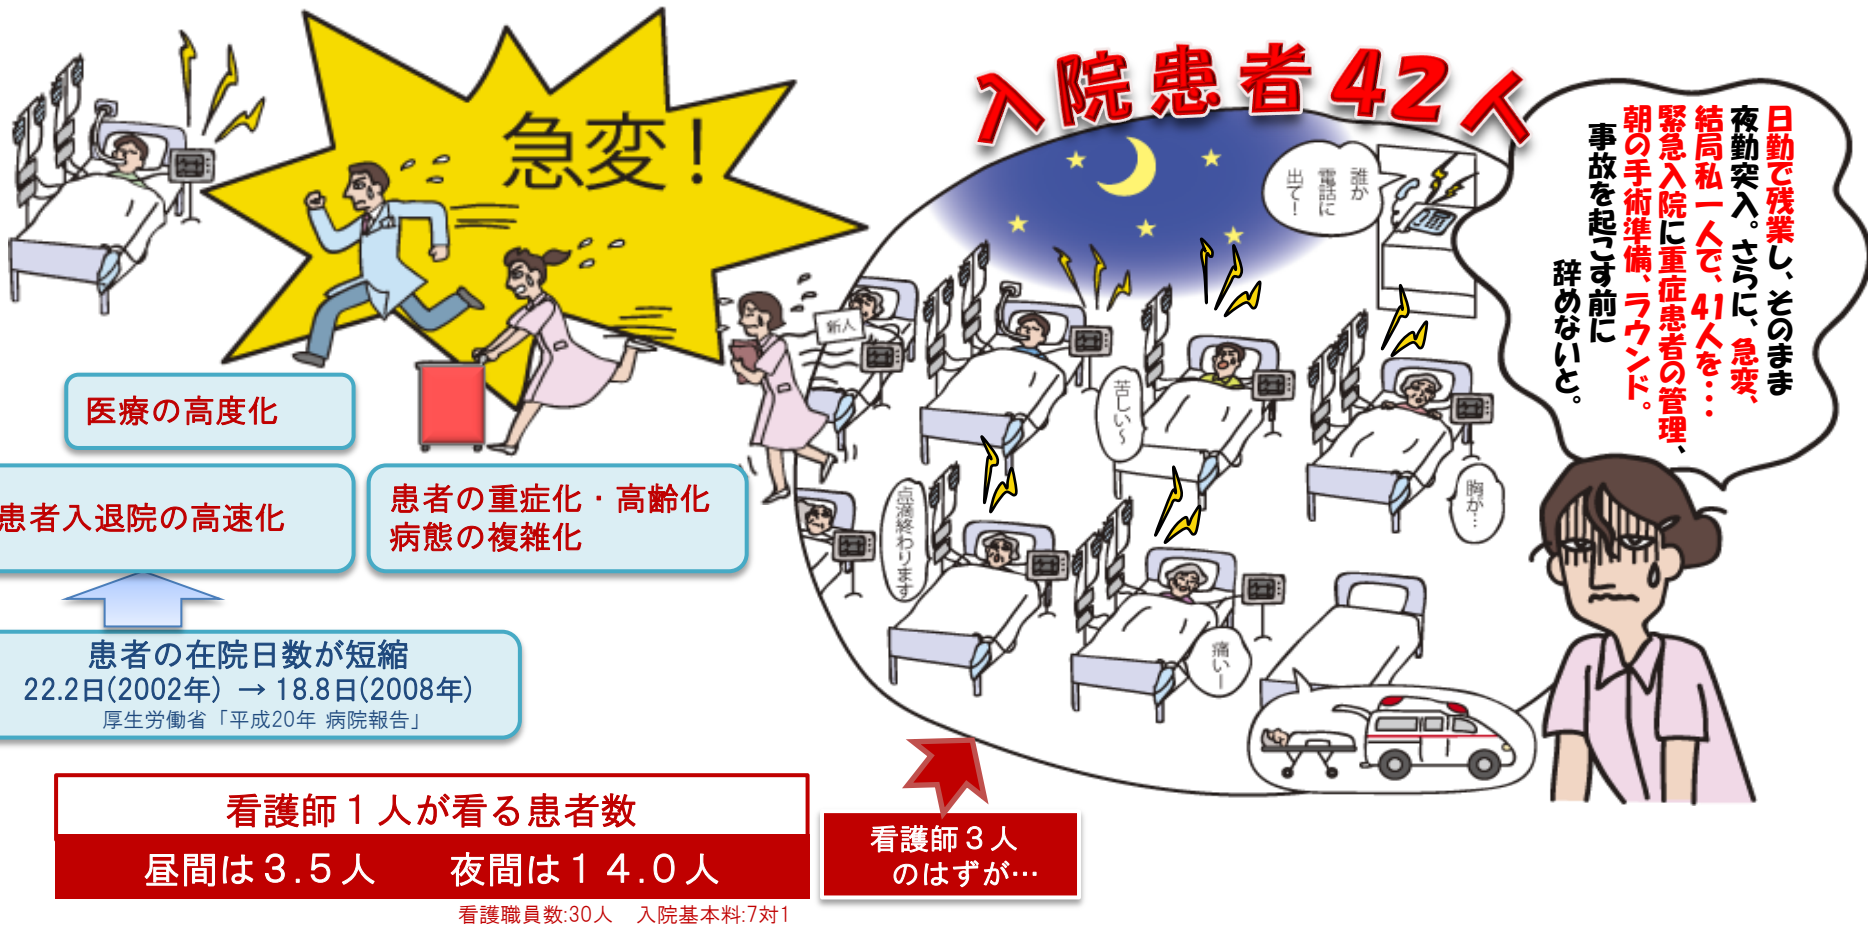 急変！
入院患者42人
日勤で残業し、そのまま
夜勤突入。さらに、急変、
結局私一人で、41人を・・・
緊急入院に重症患者の管理、
朝の手術準備、ラウンド。
事故を起こす前に
辞めないと。
誰か
電話に
出て！
新人
苦しい～
胸が…
点滴終わります
痛いー
医療の高度化
患者入退院の高速化
患者の重症化・高齢化
病態の複雑化
患者の在院日数が短縮
22.2日(2002年) → 18.8日(2008年)
厚生労働省「平成20年 病院報告」
看護師１人が看る患者数
昼間は３.５人　夜間は１４.０人
看護職員数:30人　入院基本料:7対1
看護師３人
のはずが…